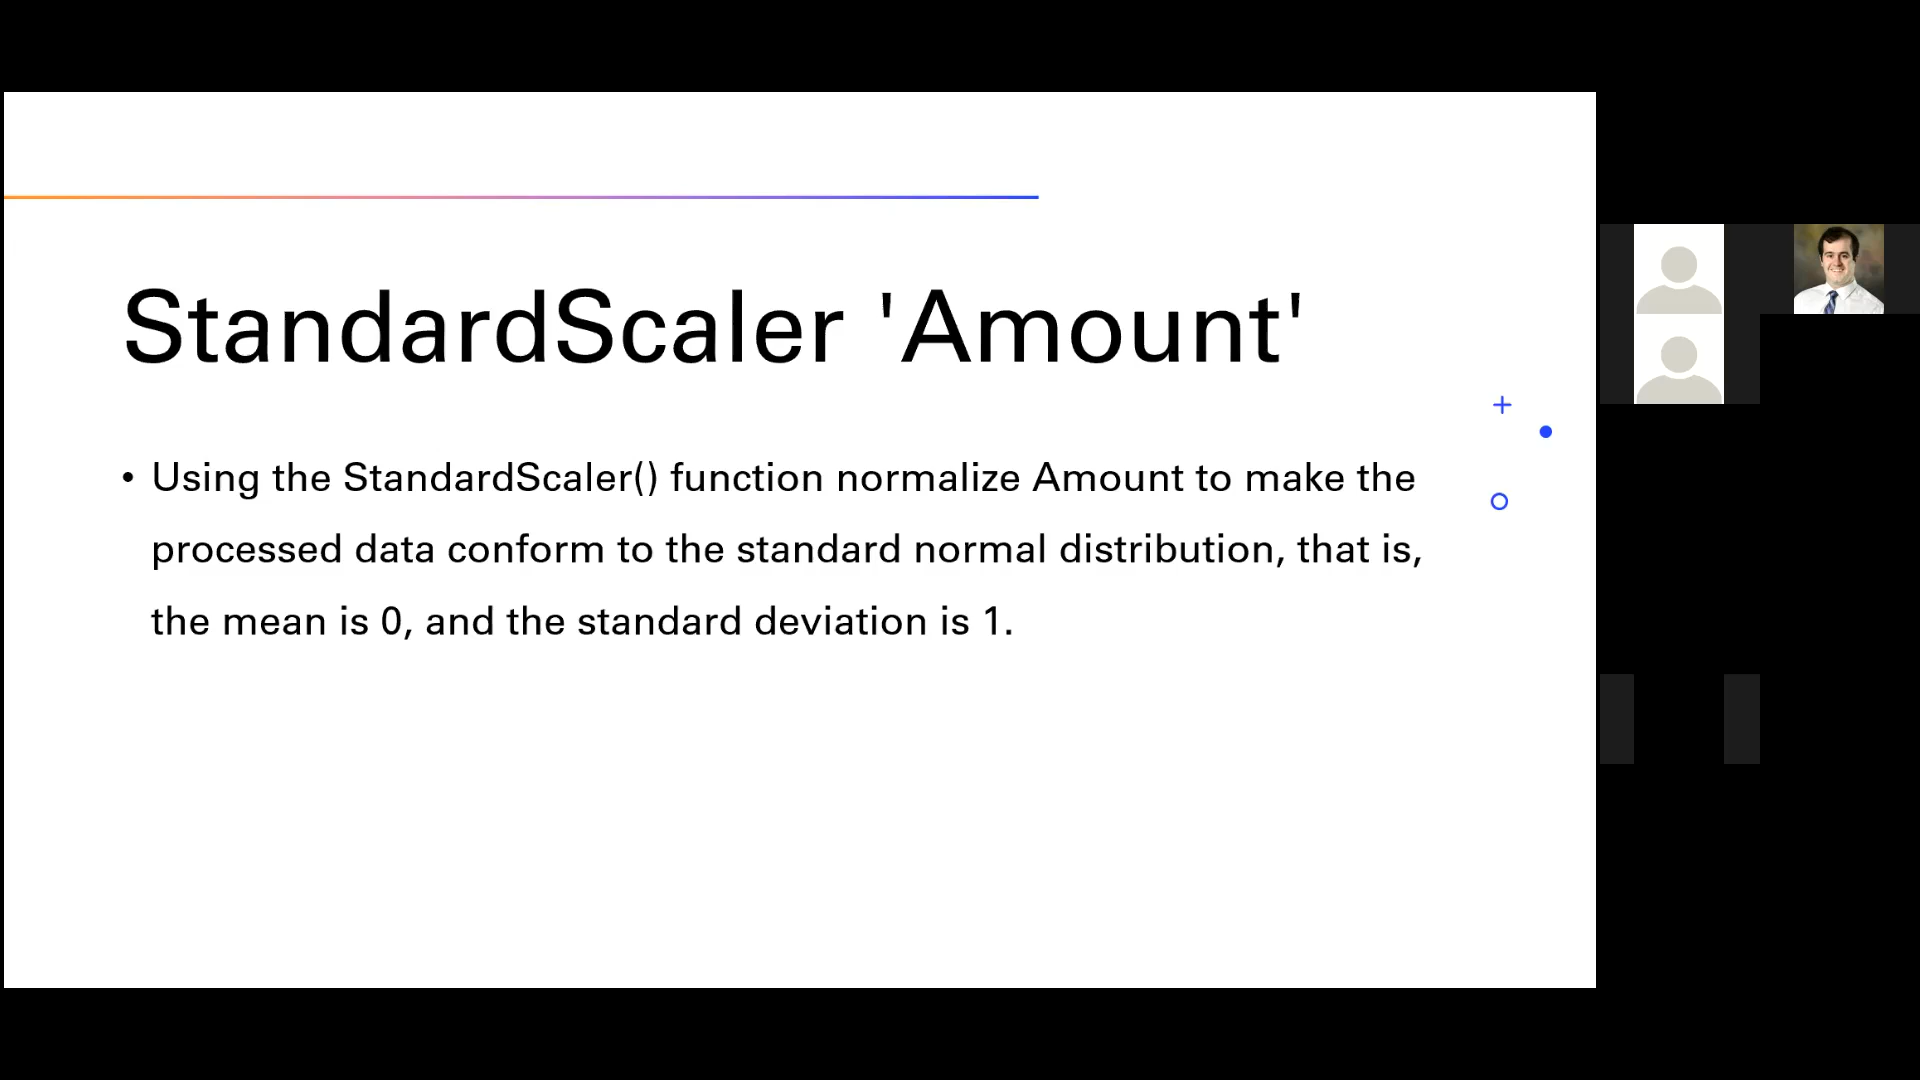 StandardScaler 'Amount'
• Using the StandardScaler() function normalize Amount to make the
processed data conform to the standard normal distribution, that is,
the mean is 0, and the standard deviation is 1.